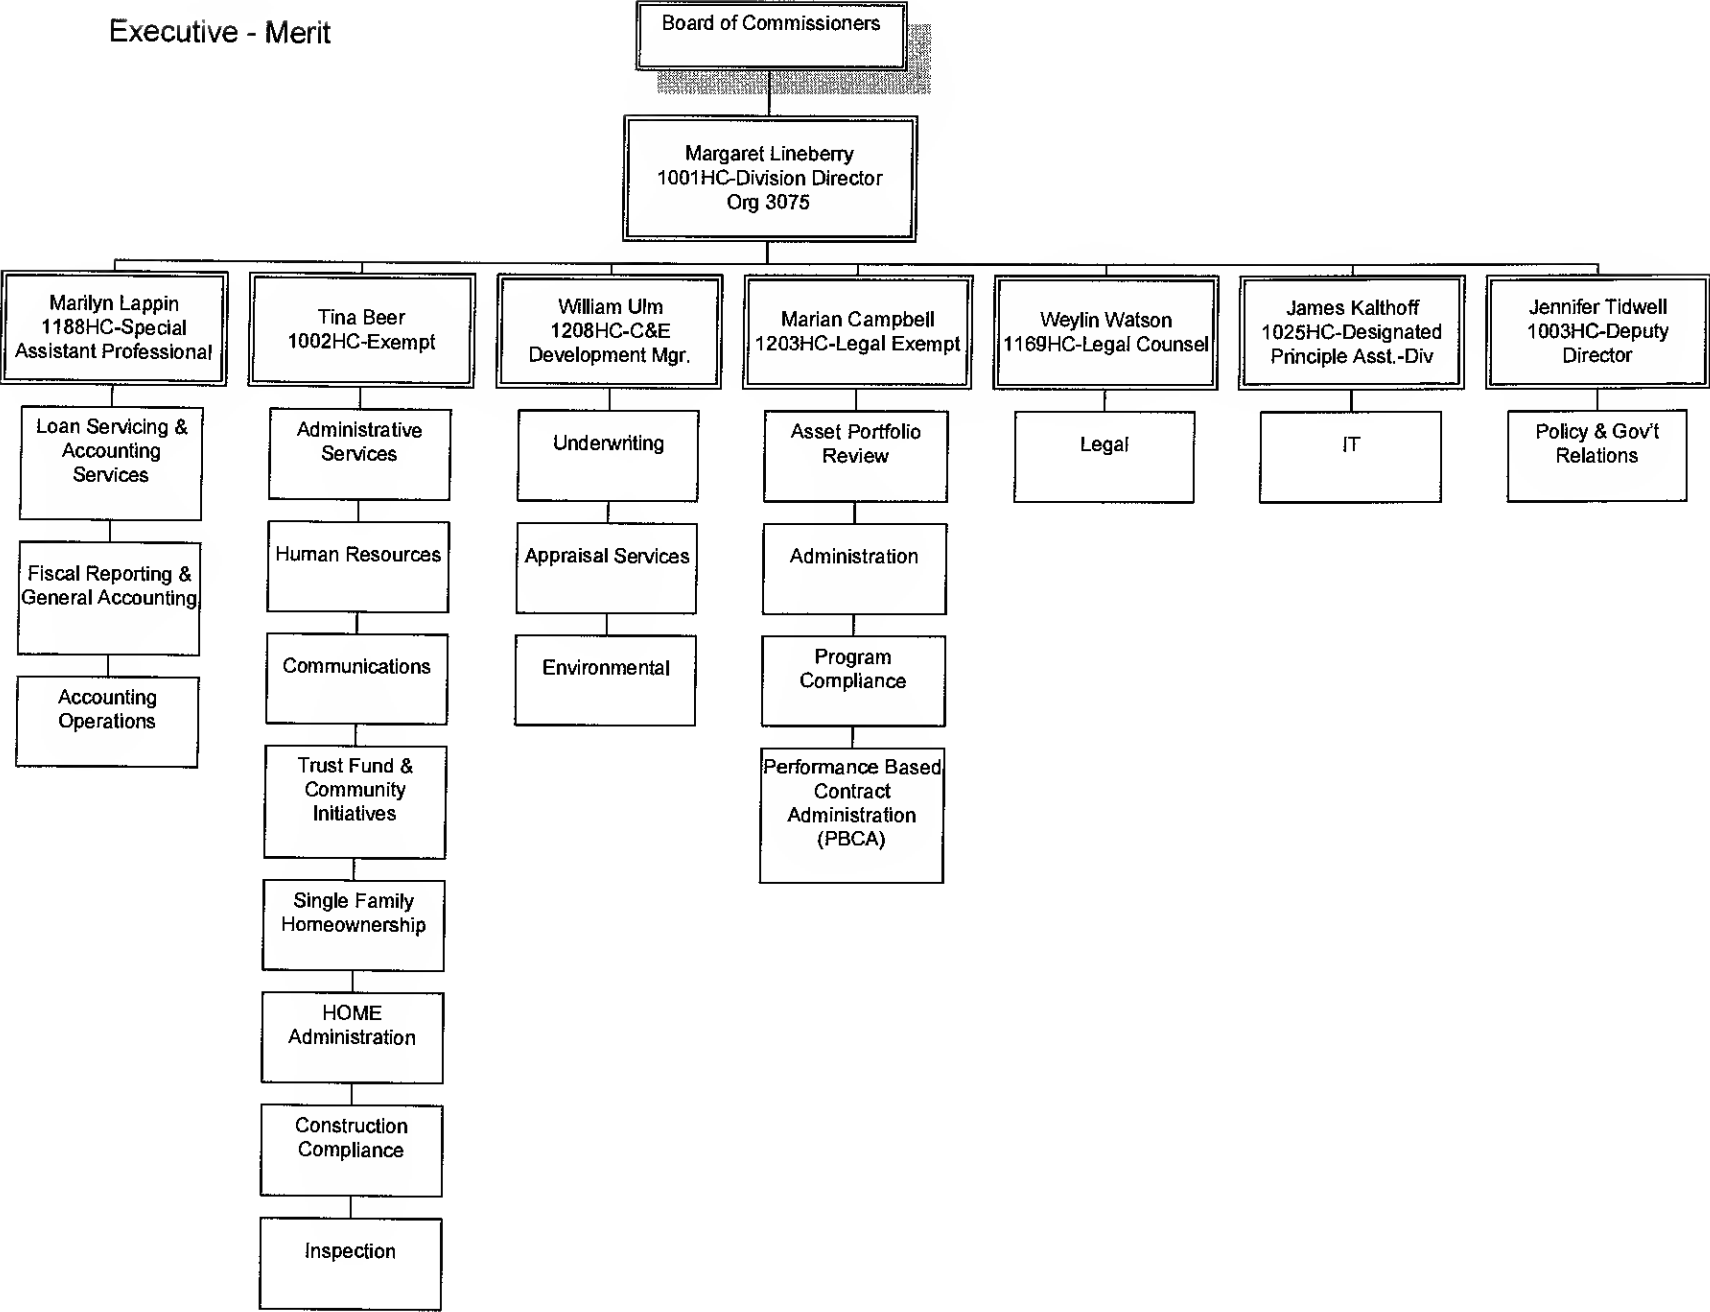 Executive - Merit
Board of Commissioners
Margaret Lineberry
1001HC-Division Director
Org 3075
Marilyn Lappin
1188HC-Special
Assistant Professional
Tina Beer
1002HC-Exempt
William Ulm
1208HC-C&E
Development Mgr.
Marian Campbell
1203HC-Legal Exempt
Weylin Watson
1169HC-Legal Counsel
James Kalthoff
1025HC-Designated
Principle Asst.-Div
Jennifer Tidwell
1003HC-Deputy
Director
Loan Servicing &
Accounting
Services
Fiscal Reporting &
General Accounting
Accounting
Operations
Administrative
Services
Human Resources
Communications
Trust Fund &
Community
Initiatives
Single Family
Homeownership
HOME
Administration
Construction
Compliance
Inspection
Underwriting
Appraisal Services
Environmental
Asset Portfolio
Review
Administration
Program
Compliance
Performance Based
Contract
Administration
(PBCA)
Legal
IT
Policy & Gov't
Relations